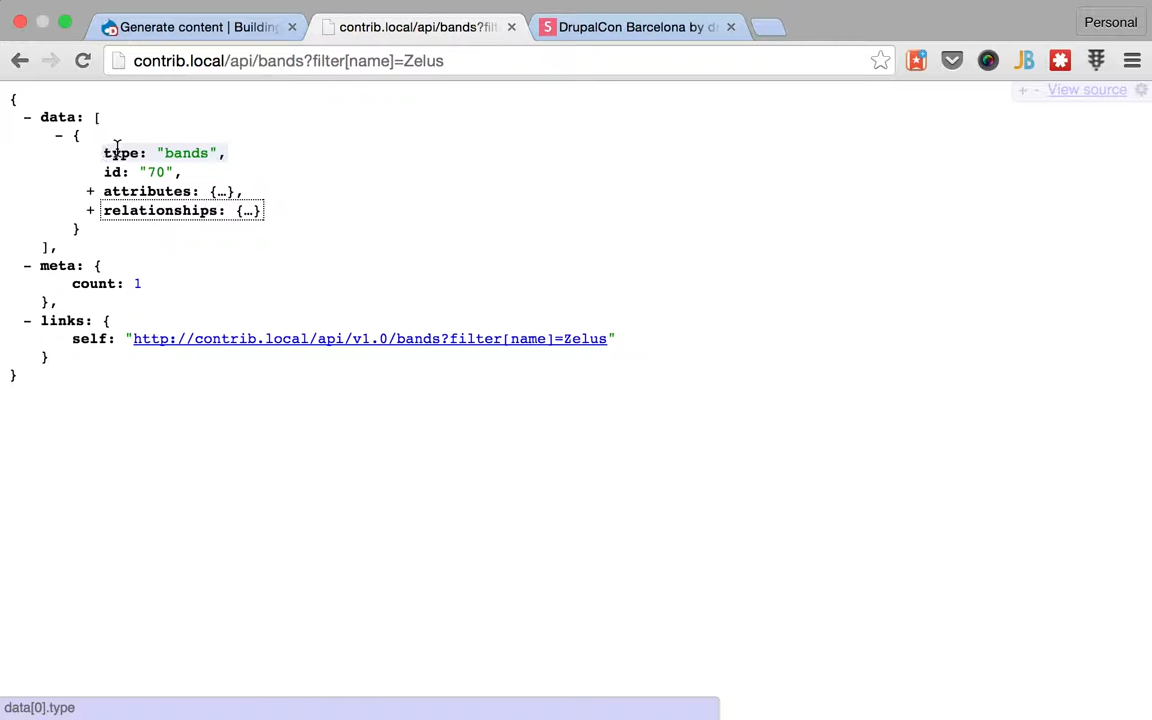 Generate content | Building
contrib.local/api/bands?filt
DrupalCon Barcelona by d
Personal
contrib.local/api/bands?filter[name]=Zelus
JB
+ - View source
{
- data: [
- {
type: "bands",
id: "70",
+ attributes: {…},
+ relationships: {…}
}
],
- meta: {
count: 1
},
- links: {
self: "http://contrib.local/api/v1.0/bands?filter[name]=Zelus"
}
}
data[0].type